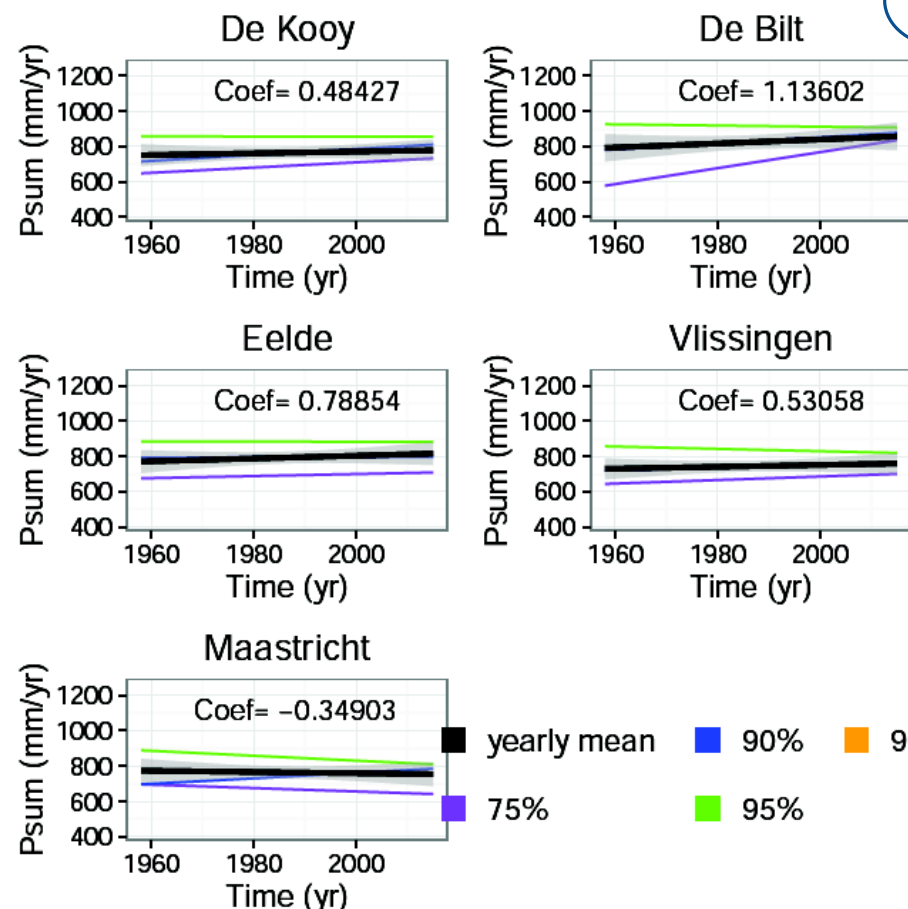 De Kooy
Psum (mm/yr)
1200
1000
800
600
400
Coef= 0.48427
1960 1980 2000
Time (yr)
De Bilt
Psum (mm/yr)
1200
1000
800
600
400
Coef= 1.13602
1960 1980 2000
Time (yr)
Eelde
Psum (mm/yr)
1200
1000
800
600
400
Coef= 0.78854
1960 1980 2000
Time (yr)
Vlissingen
Psum (mm/yr)
1200
1000
800
600
400
Coef= 0.53058
1960 1980 2000
Time (yr)
Maastricht
Psum (mm/yr)
1200
1000
800
600
400
Coef= −0.34903
1960 1980 2000
Time (yr)
yearly mean 90% 9
75% 95%